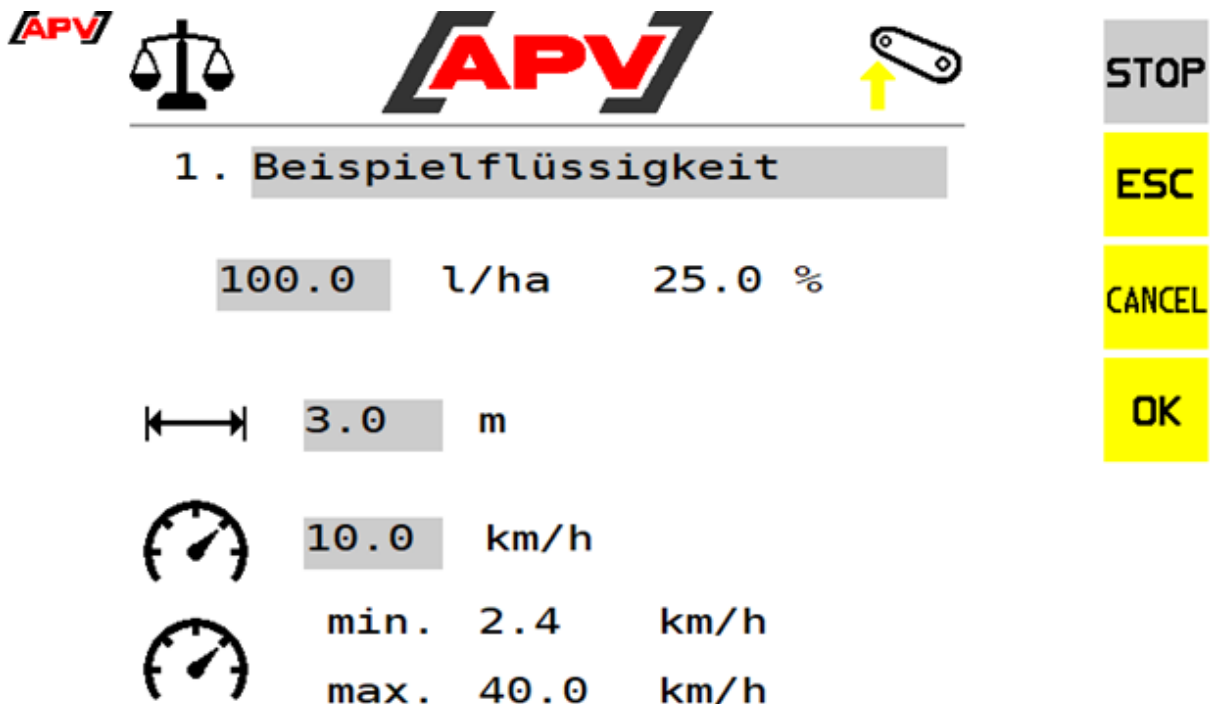 APV
APV
STOP
1. Beispielflüssigkeit
ESC
100.0 l/ha 25.0 %
CANCEL
3.0 m
OK
10.0 km/h
min. 2.4 km/h
max. 40.0 km/h